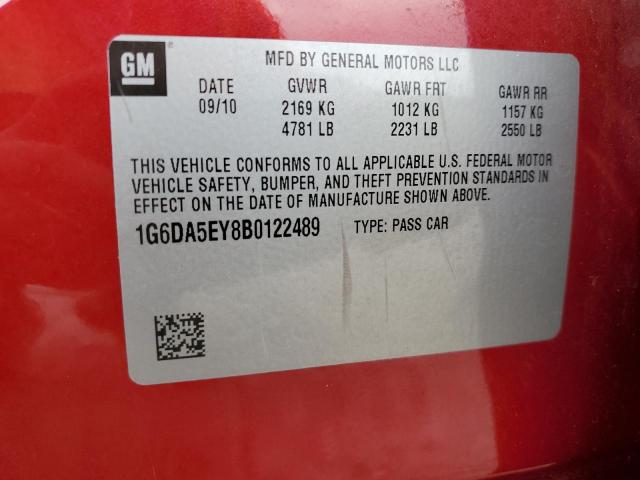 GM
MFD BY GENERAL MOTORS LLC
DATE GVWR GAWR FRT GAWR RR
09/10 2169 KG 1012 KG 1157 KG
4781 LB 2231 LB 2550 LB
THIS VEHICLE CONFORMS TO ALL APPLICABLE U.S. FEDERAL MOTOR
VEHICLE SAFETY, BUMPER, AND THEFT PREVENTION STANDARDS IN
EFFECT ON THE DATE OF MANUFACTURE SHOWN ABOVE.
1G6DA5EY8B0122489 TYPE: PASS CAR